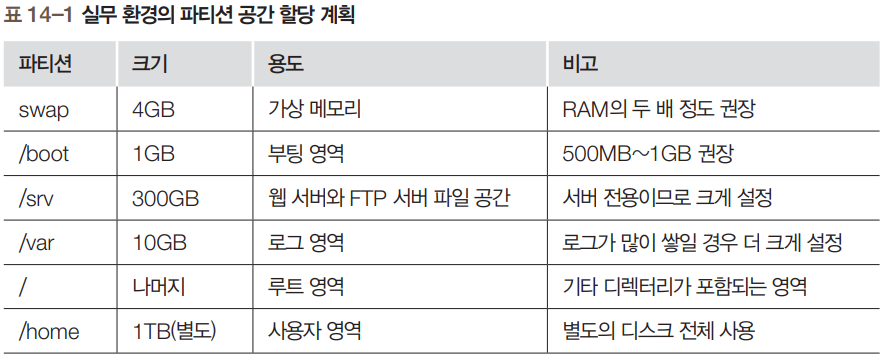 표 14-1 실무 환경의 파티션 공간 할당 계획
파티션 크기 용도 비고
swap 4GB 가상 메모리 RAM의 두 배 정도 권장
/boot 1GB 부팅 영역 500MB~1GB 권장
/srv 300GB 웹 서버와 FTP 서버 파일 공간 서버 전용이므로 크게 설정
/var 10GB 로그 영역 로그가 많이 쌓일 경우 더 크게 설정
/ 나머지 루트 영역 기타 디렉터리가 포함되는 영역
/home 1TB(별도) 사용자 영역 별도의 디스크 전체 사용